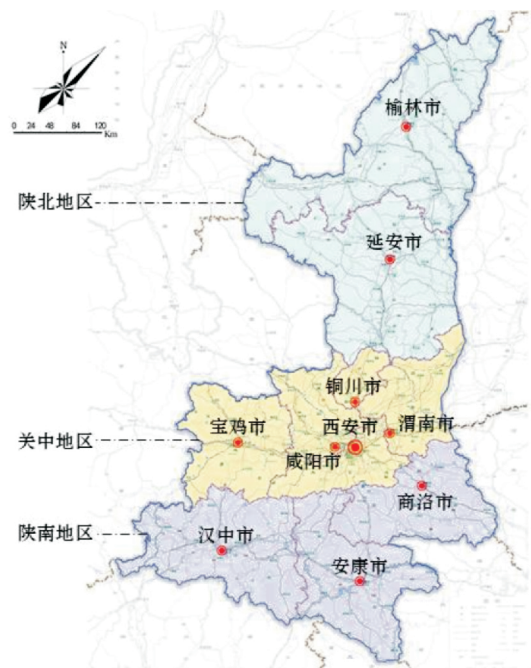 N
0 24 48 84 120
Km
榆林市
陕北地区
延安市
铜川市
宝鸡市
西安市
渭南市
关中地区
咸阳市
商洛市
陕南地区
汉中市
安康市